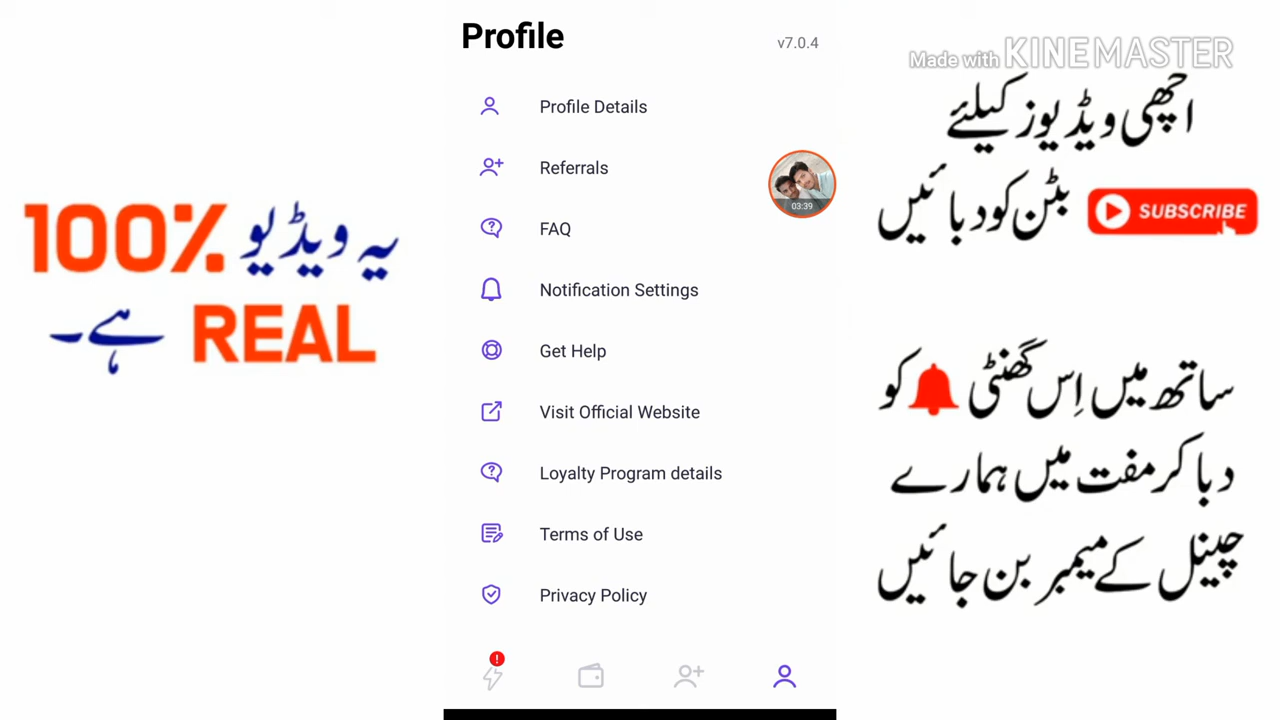 100% یہ ویڈیو
REAL ہے۔
Profile
v7.0.4
Profile Details
Referrals
03:39
FAQ
Notification Settings
Get Help
Visit Official Website
Loyalty Program details
Terms of Use
Privacy Policy
!
Made with KINEMASTER
اچھی ویڈیوز کیلئے
SUBSCRIBE بٹن کو دبائیں
ساتھ میں اِس گھنٹی کو
دبا کر مفت میں ہمارے
چینل کے میمبر بن جائیں